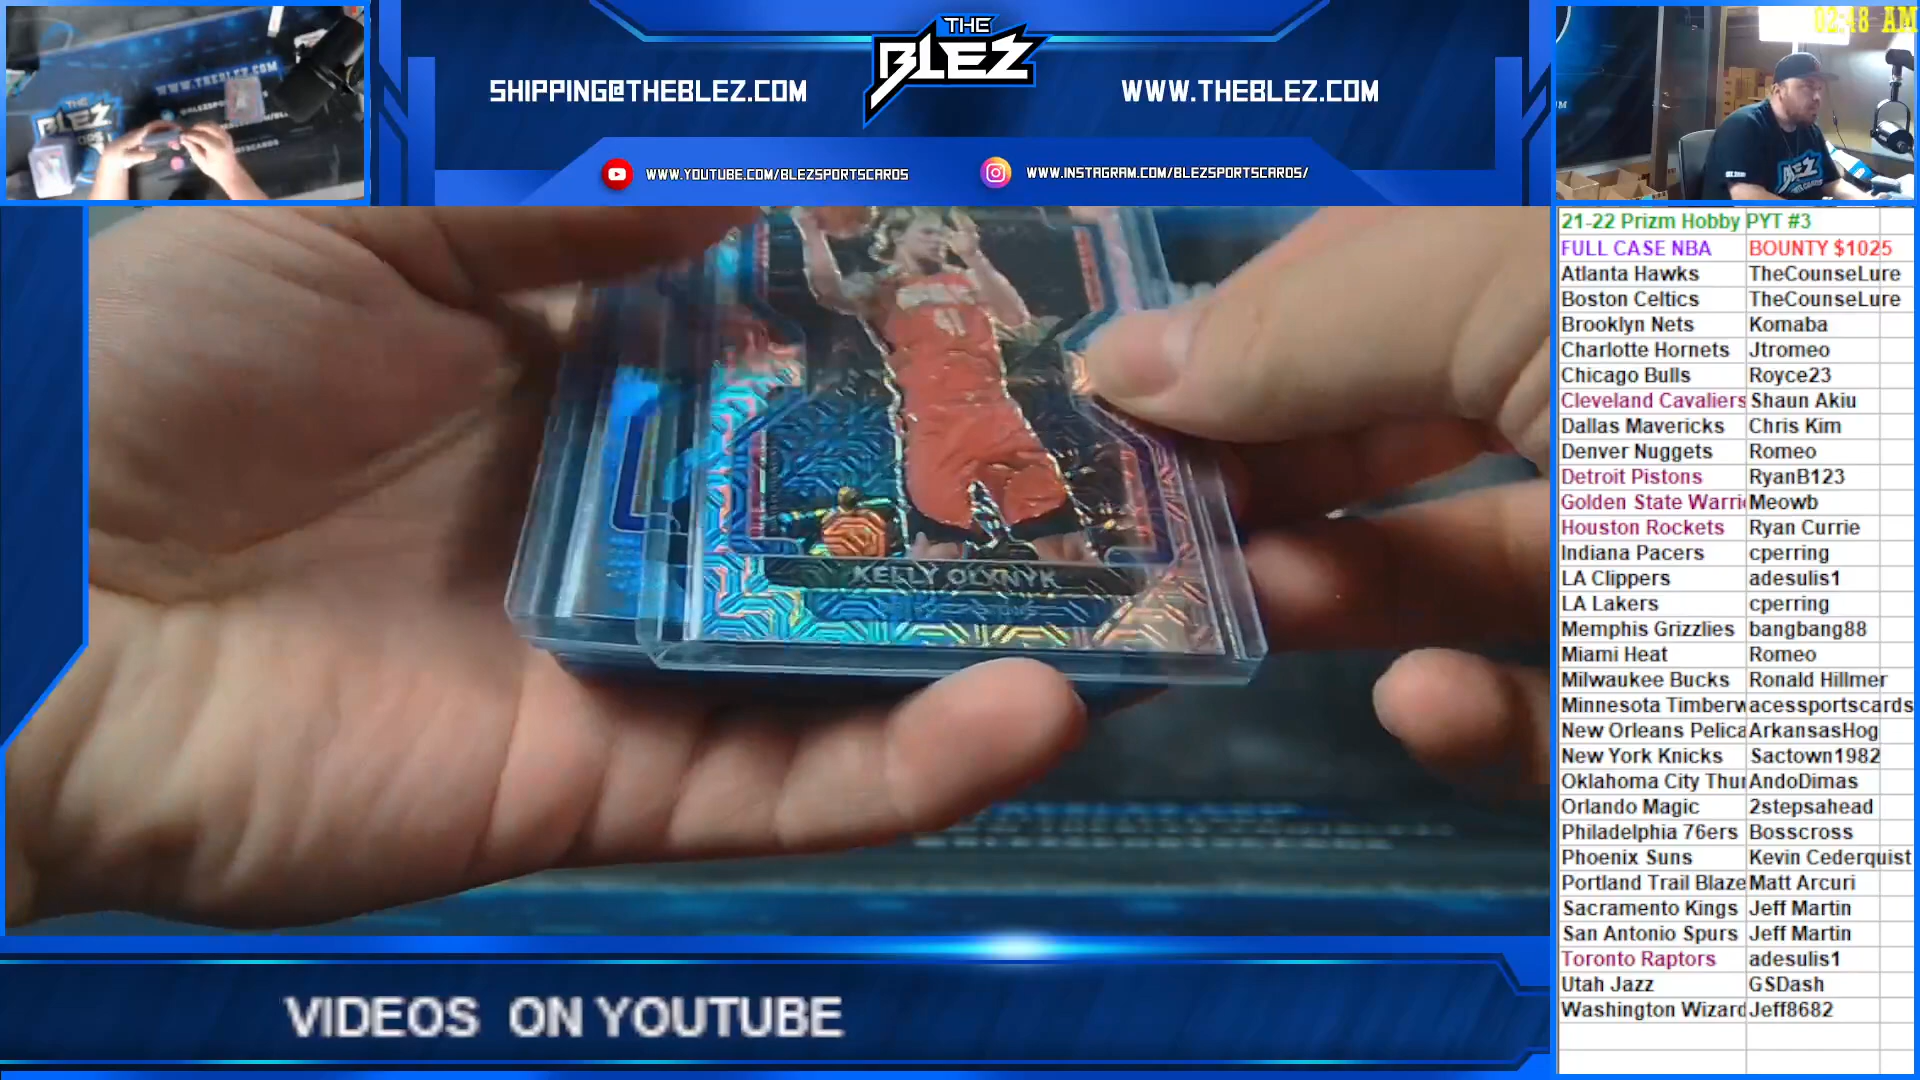 WWW.THEBLEZ.COM
THE
BLEZ
SHIPPING@THEBLEZ.COM
THE
BLEZ
WWW.THEBLEZ.COM
WWW.YOUTUBE.COM/BLEZSPORTSCARDS
WWW.INSTAGRAM.COM/BLEZSPORTSCARDS/
02:48 AM
BLEZ
KELLY OLYNYK
VIDEOS ON YOUTUBE
21-22 Prizm Hobby PYT #3
FULL CASE NBA BOUNTY $1025
Atlanta Hawks TheCounseLure
Boston Celtics TheCounseLure
Brooklyn Nets Komaba
Charlotte Hornets Jtromeo
Chicago Bulls Royce23
Cleveland Cavaliers Shaun Akiu
Dallas Mavericks Chris Kim
Denver Nuggets Romeo
Detroit Pistons RyanB123
Golden State Warri Meowb
Houston Rockets Ryan Currie
Indiana Pacers cperring
LA Clippers adesulis1
LA Lakers cperring
Memphis Grizzlies bangbang88
Miami Heat Romeo
Milwaukee Bucks Ronald Hillmer
Minnesota Timberw acessportscards
New Orleans Pelica ArkansasHog
New York Knicks Sactown1982
Oklahoma City Thu AndoDimas
Orlando Magic 2stepsahead
Philadelphia 76ers Bosscross
Phoenix Suns Kevin Cederquist
Portland Trail Blaze Matt Arcuri
Sacramento Kings Jeff Martin
San Antonio Spurs Jeff Martin
Toronto Raptors adesulis1
Utah Jazz GSDash
Washington Wizard Jeff8682